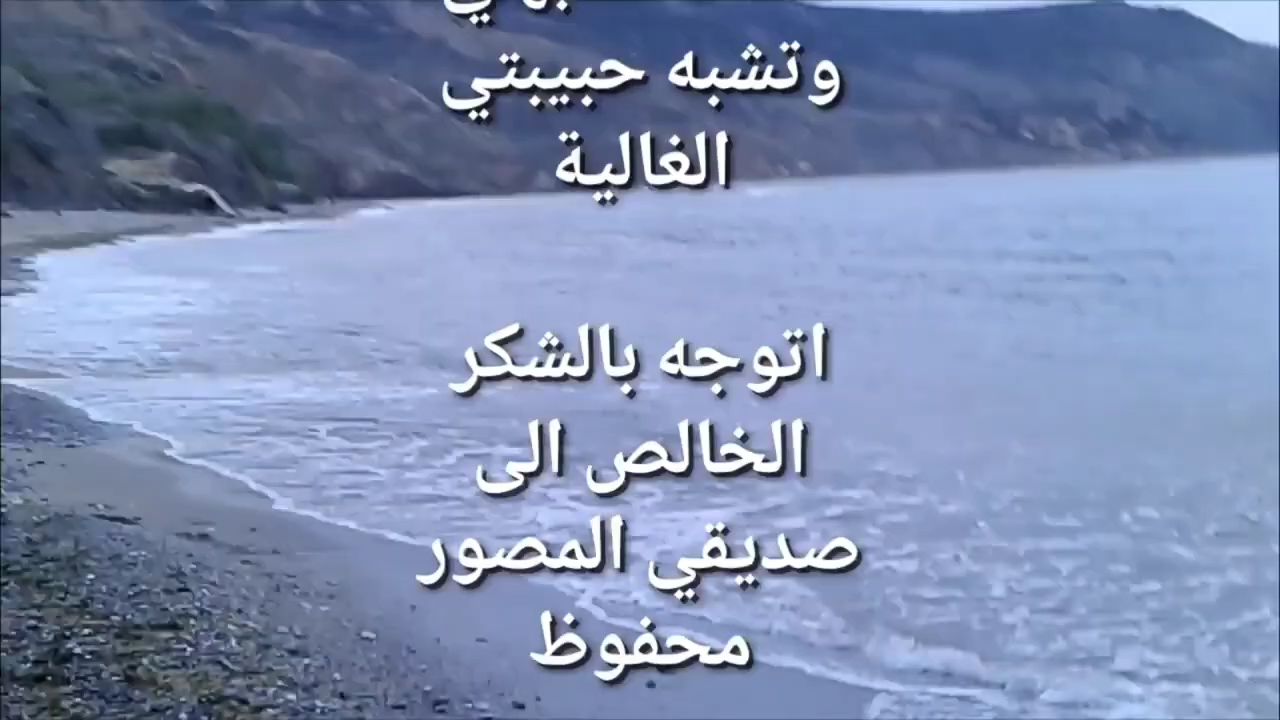 وتشبه حبيبتي
الغالية
اتوجه بالشكر
الخالص الى
صديقي المصور
محفوظ